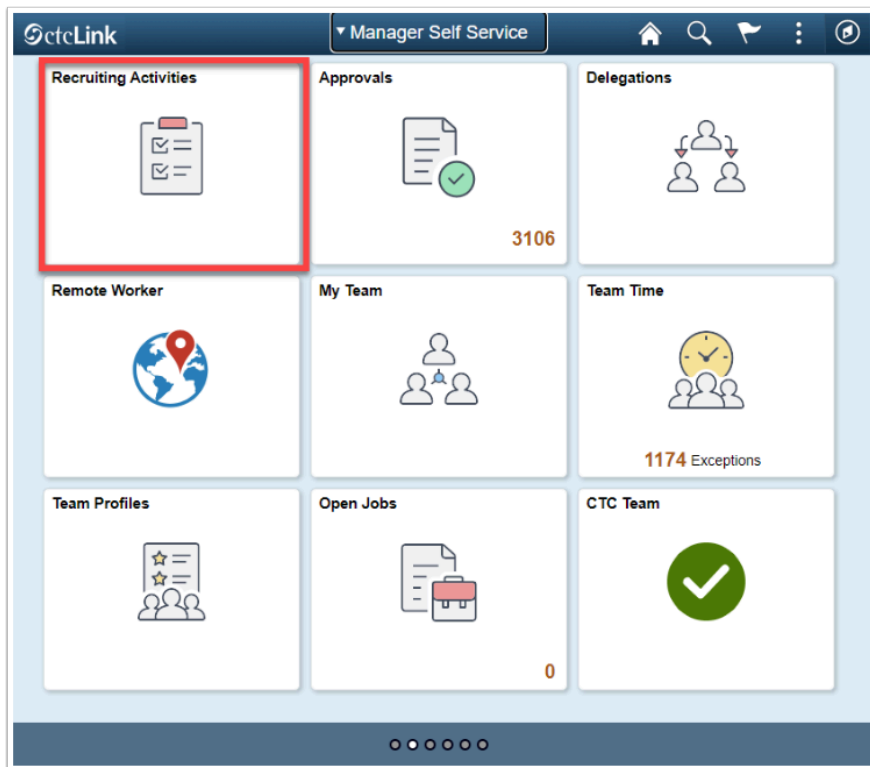 ctcLink
Manager Self Service
Recruiting Activities
Approvals
3106
Delegations
Remote Worker
My Team
Team Time
1174 Exceptions
Team Profiles
Open Jobs
0
CTC Team